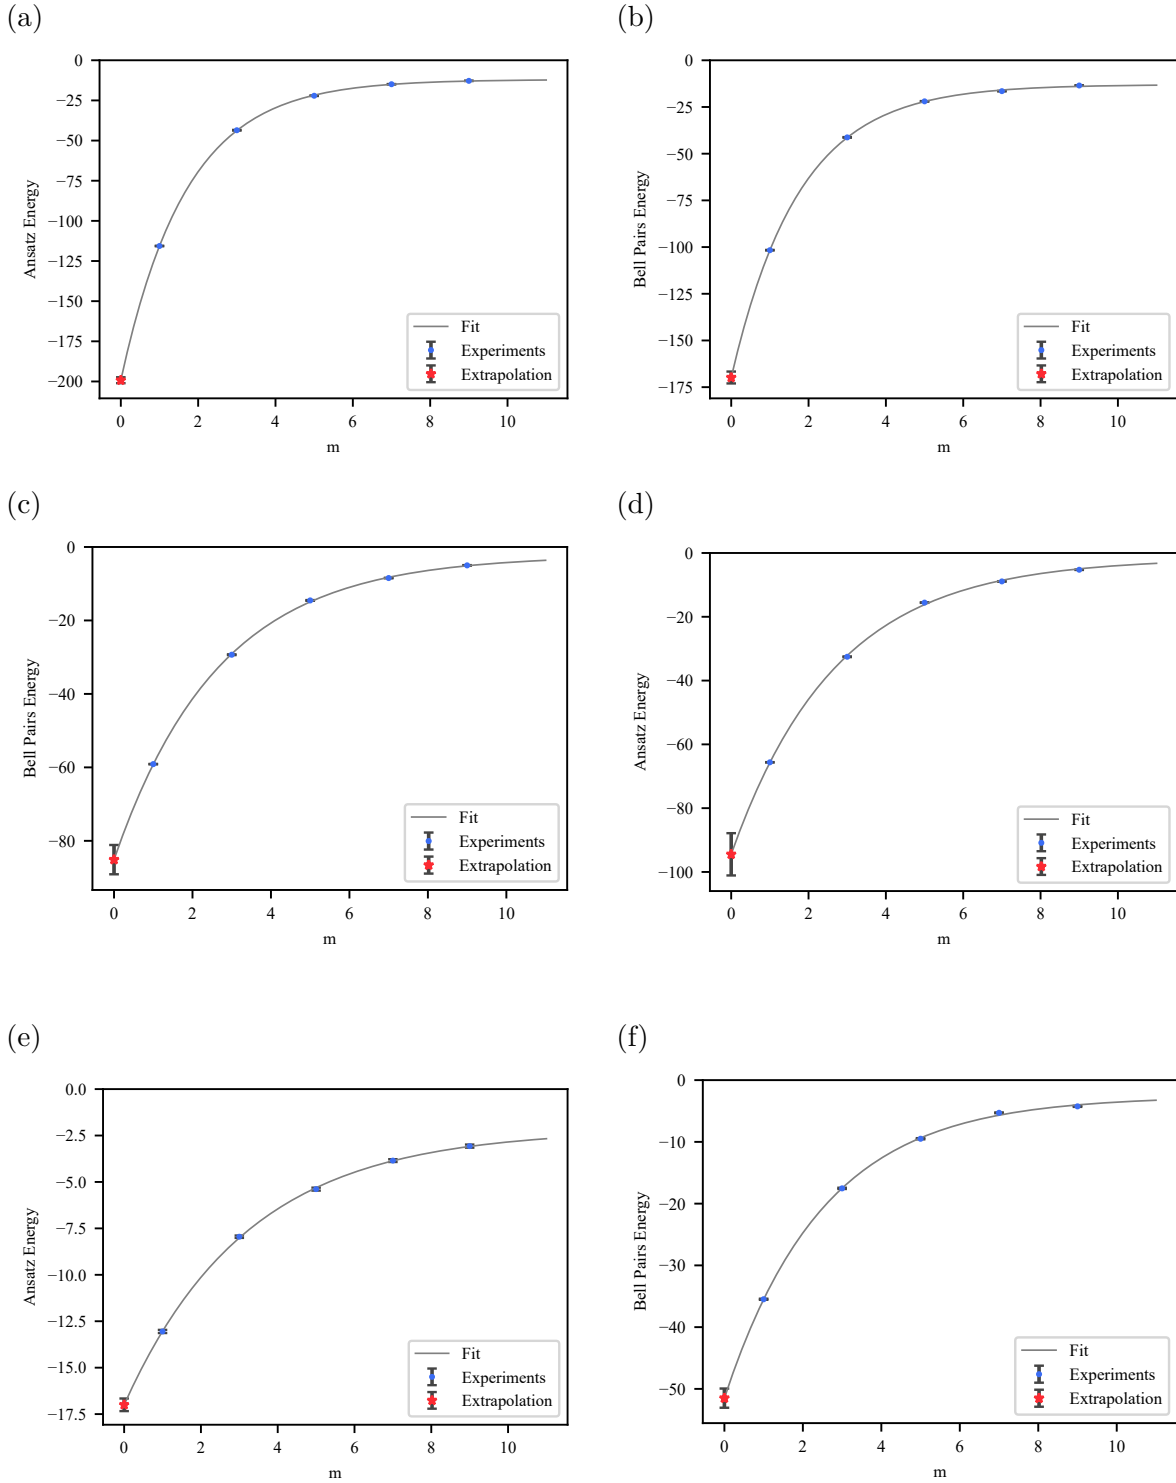 (a)
0
−25
−50
−75
−100
−125
−150
−175
−200
Ansatz Energy
0 2 4 6 8 10
m
Fit
Experiments
Extrapolation
(b)
0
−25
−50
−75
−100
−125
−150
−175
Bell Pairs Energy
0 2 4 6 8 10
m
Fit
Experiments
Extrapolation
(c)
0
−20
−40
−60
−80
Bell Pairs Energy
0 2 4 6 8 10
m
Fit
Experiments
Extrapolation
(d)
0
−20
−40
−60
−80
−100
Ansatz Energy
0 2 4 6 8 10
m
Fit
Experiments
Extrapolation
(e)
0.0
−2.5
−5.0
−7.5
−10.0
−12.5
−15.0
−17.5
Ansatz Energy
0 2 4 6 8 10
m
Fit
Experiments
Extrapolation
(f)
0
−10
−20
−30
−40
−50
Bell Pairs Energy
0 2 4 6 8 10
m
Fit
Experiments
Extrapolation